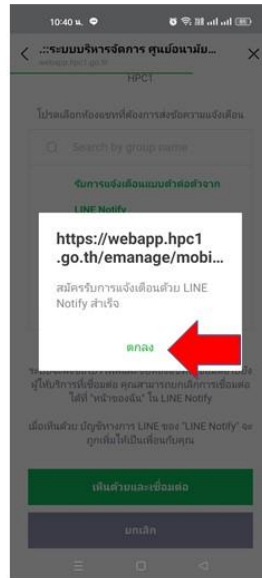 10:40 น.
.::ระบบบริหารจัดการ ศูนย์อนามัย...
webapp.hpc1.go.th
HPC1
โปรดเลือกห้องแชทที่ต้องการส่งข้อความแจ้งเตือน
Search by group name
รับการแจ้งเตือนแบบตัวต่อตัวจาก
LINE Notify
https://webapp.hpc1
.go.th/emanage/mobi...
สมัครรับการแจ้งเตือนด้วย LINE
Notify สำเร็จ
ตกลง
ผู้ให้บริการที่เชื่อมต่อ คุณสามารถยกเลิกการเชื่อมต่อ
ได้ที่ "หน้าของฉัน" ใน LINE Notify
เมื่อเห็นด้วย บัญชีทางการ LINE ของ "LINE Notify" จะ
ถูกเพิ่มให้เป็นเพื่อนกับคุณ
เห็นด้วยและเชื่อมต่อ
ยกเลิก